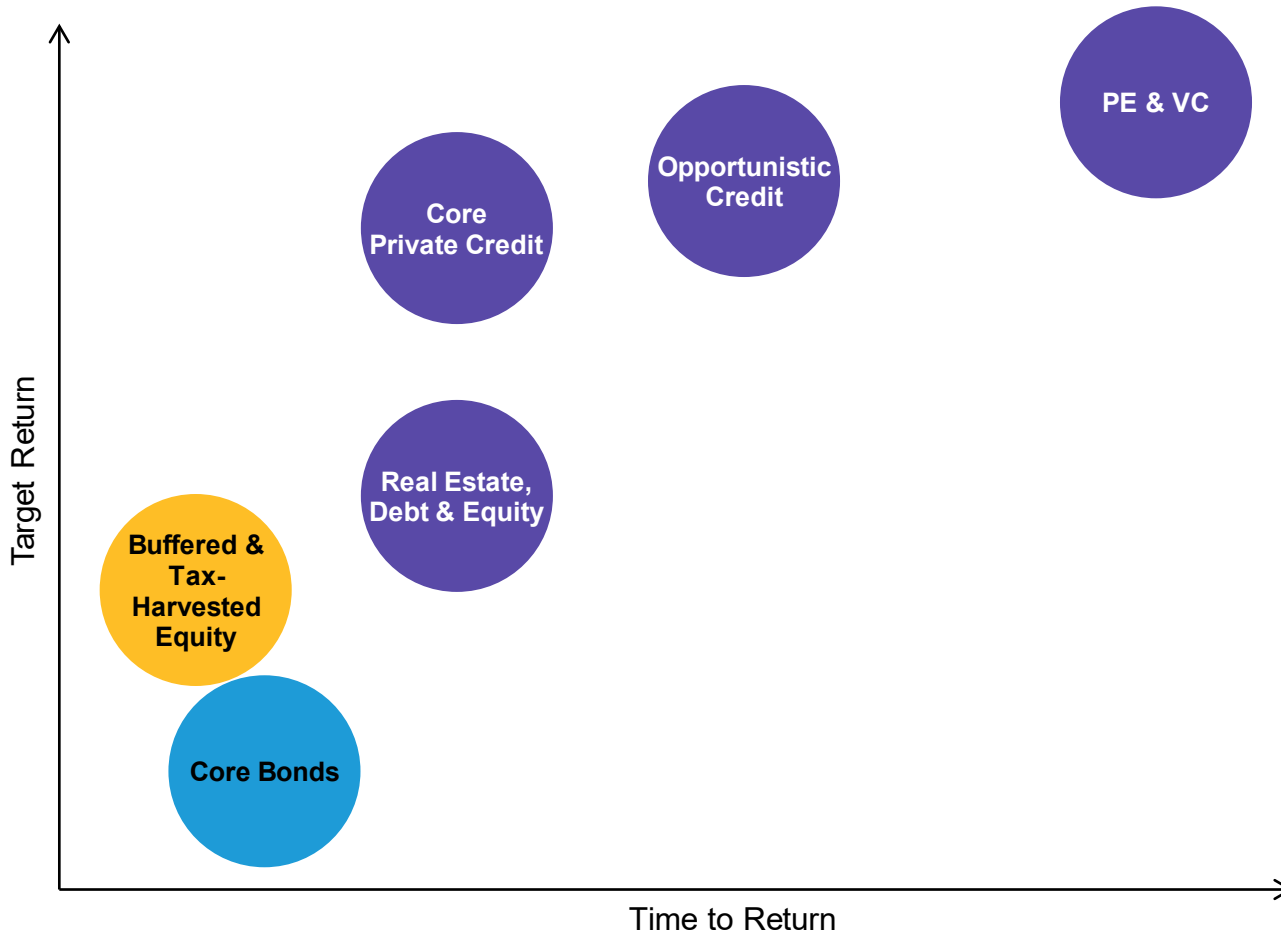 PE & VC
Opportunistic
Credit
Core
Private Credit
Real Estate,
Debt & Equity
Buffered &
Tax-
Harvested
Equity
Core Bonds
Target Return
Time to Return